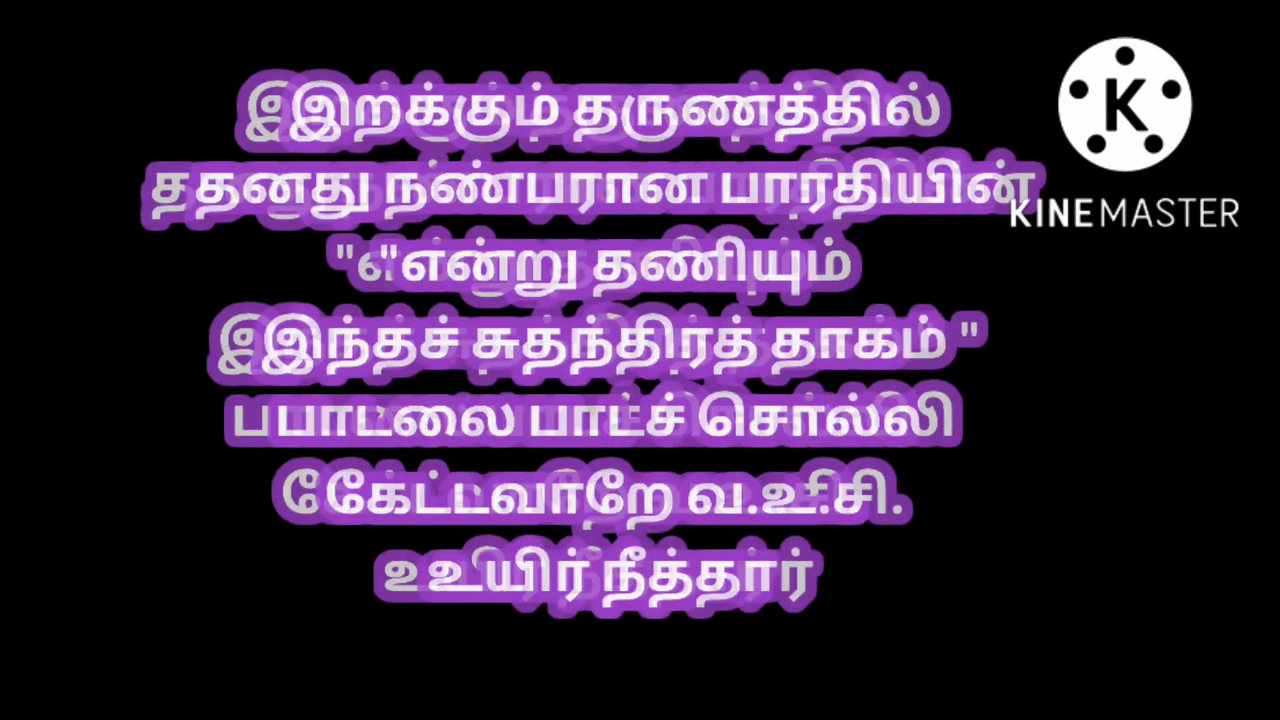 இறக்கும் தருணத்தில்
தனது நண்பரான பாரதியின்
"என்று தணியும்
இந்தச் சுதந்திரத் தாகம் "
பாடலை பாடச் சொல்லி
கேட்டவாறே வ.உ.சி.
உயிர் நீத்தார்
KINEMASTER